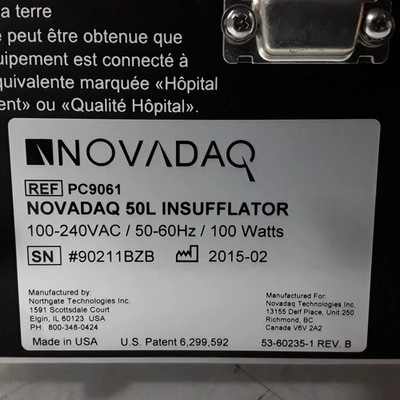 la terre
peut être obtenue que
uipement est connecté à
équivalente marquée «Hôpital
ent» ou «Qualité Hôpital».
NOVADAQ
REF PC9061
NOVADAQ 50L INSUFFLATOR
100-240VAC / 50-60Hz / 100 Watts
SN #90211BZB 2015-02
Manufactured by:
Northgate Technologies Inc.
1591 Scottsdale Court
Elgin, IL 60123 USA
PH: 800-348-0424
Manufactured For:
Novadaq Technologies Inc.
13155 Delf Place, Unit 250
Richmond, BC
Canada V6V 2A2
Made in USA U.S. Patent 6,299,592 53-60235-1 REV. B